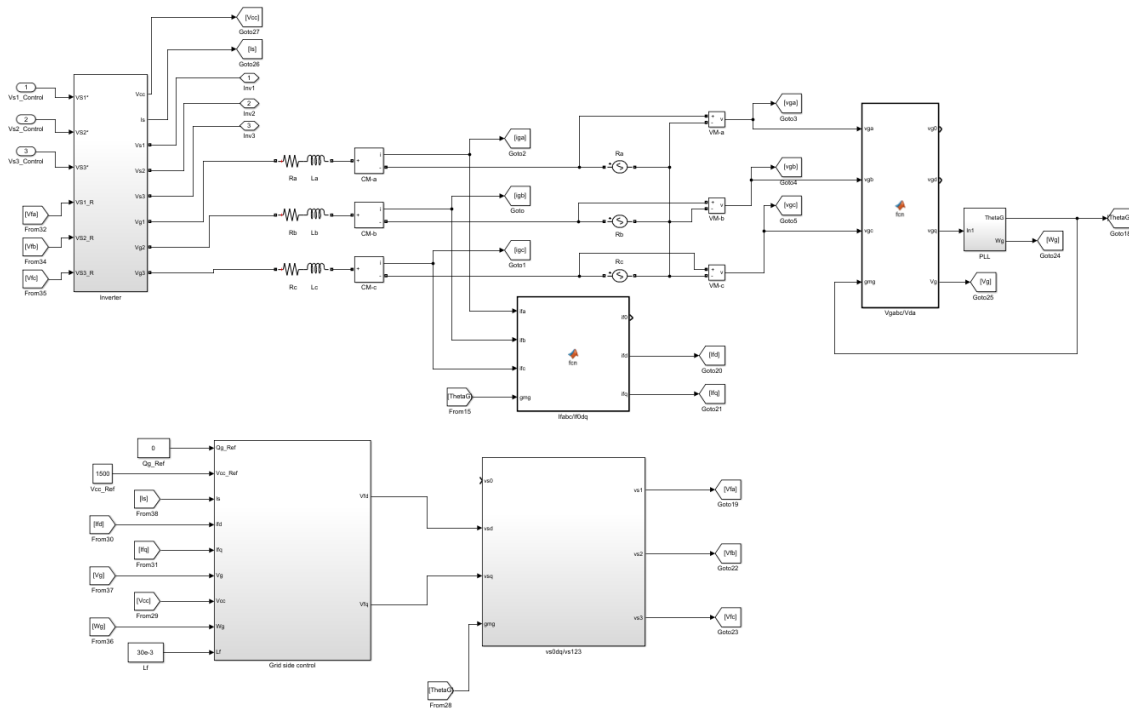 [Vcc]
Goto27
[Is]
Goto26
1
Inv1
2
Inv2
3
Inv3
1
Vs1_Control
2
Vs2_Control
3
Vs3_Control
[Vfa]
From32
[Vfb]
From34
[Vfc]
From35
VS1*
VS2*
VS3*
VS1_R
VS2_R
VS3_R
Vcc
Is
Vs1
Vs2
Vs3
Vg1
Vg2
Vg3
Inverter
Ra
La
Rb
Lb
Rc
Lc
+
-
i
CM-a
+
-
i
CM-b
+
-
i
CM-c
[iga]
Goto2
[igb]
Goto
[igc]
Goto1
Ra
+
Rb
+
Rc
+
+
-
v
VM-a
+
-
v
VM-b
+
-
v
VM-c
[vga]
Goto3
[vgb]
Goto4
[vgc]
Goto5
vga
vgb
vgc
gmg
fcn
vg0
vgd
vgq
Vg
Vgabc/Vda
In1
ThetaG
Wg
PLL
[ThetaG]
Goto18
[Wg]
Goto24
[Vg]
Goto25
[ThetaG]
From15
ifa
ifb
ifc
gmg
fcn
if0
ifd
ifq
Ifabc/If0dq
[Ifd]
Goto20
[Ifq]
Goto21
0
Qg_Ref
1500
Vcc_Ref
[Is]
From38
[Ifd]
From30
[Ifq]
From31
[Vg]
From37
[Vcc]
From29
[Wg]
From36
30e-3
Lf
Qg_Ref
Vcc_Ref
Is
Ifd
Ifq
Vg
Vcc
Wg
Lf
Vfd
Vfq
Grid side control
[ThetaG]
From28
vs0
vsd
vsq
gmg
vs1
vs2
vs3
vs0dq/vs123
[Vfa]
Goto19
[Vfb]
Goto22
[Vfc]
Goto23